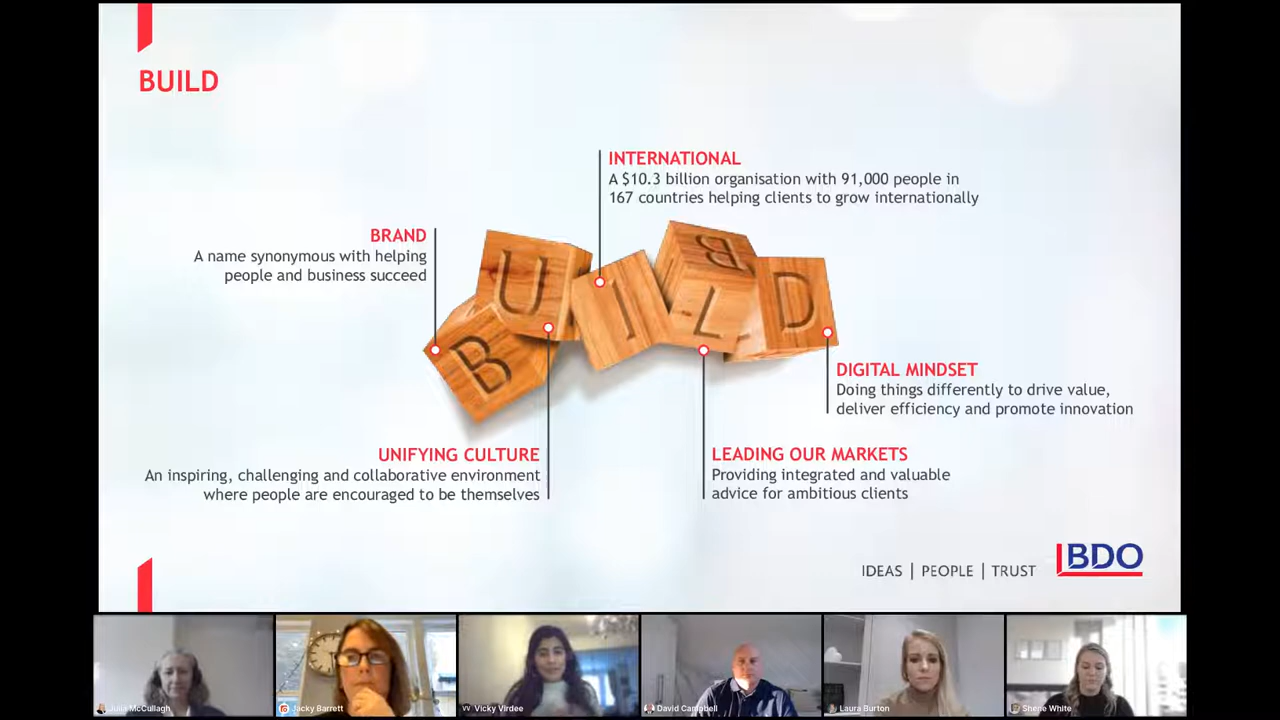 BUILD
INTERNATIONAL
A $10.3 billion organisation with 91,000 people in
167 countries helping clients to grow internationally
BRAND
A name synonymous with helping
people and business succeed
B
U
I
L
B
D
DIGITAL MINDSET
Doing things differently to drive value,
deliver efficiency and promote innovation
UNIFYING CULTURE
An inspiring, challenging and collaborative environment
where people are encouraged to be themselves
LEADING OUR MARKETS
Providing integrated and valuable
advice for ambitious clients
IDEAS | PEOPLE | TRUST
BDO
Julia McCullagh
Jacky Barrett
VV Vicky Virdee
David Campbell
Laura Burton
Shene White